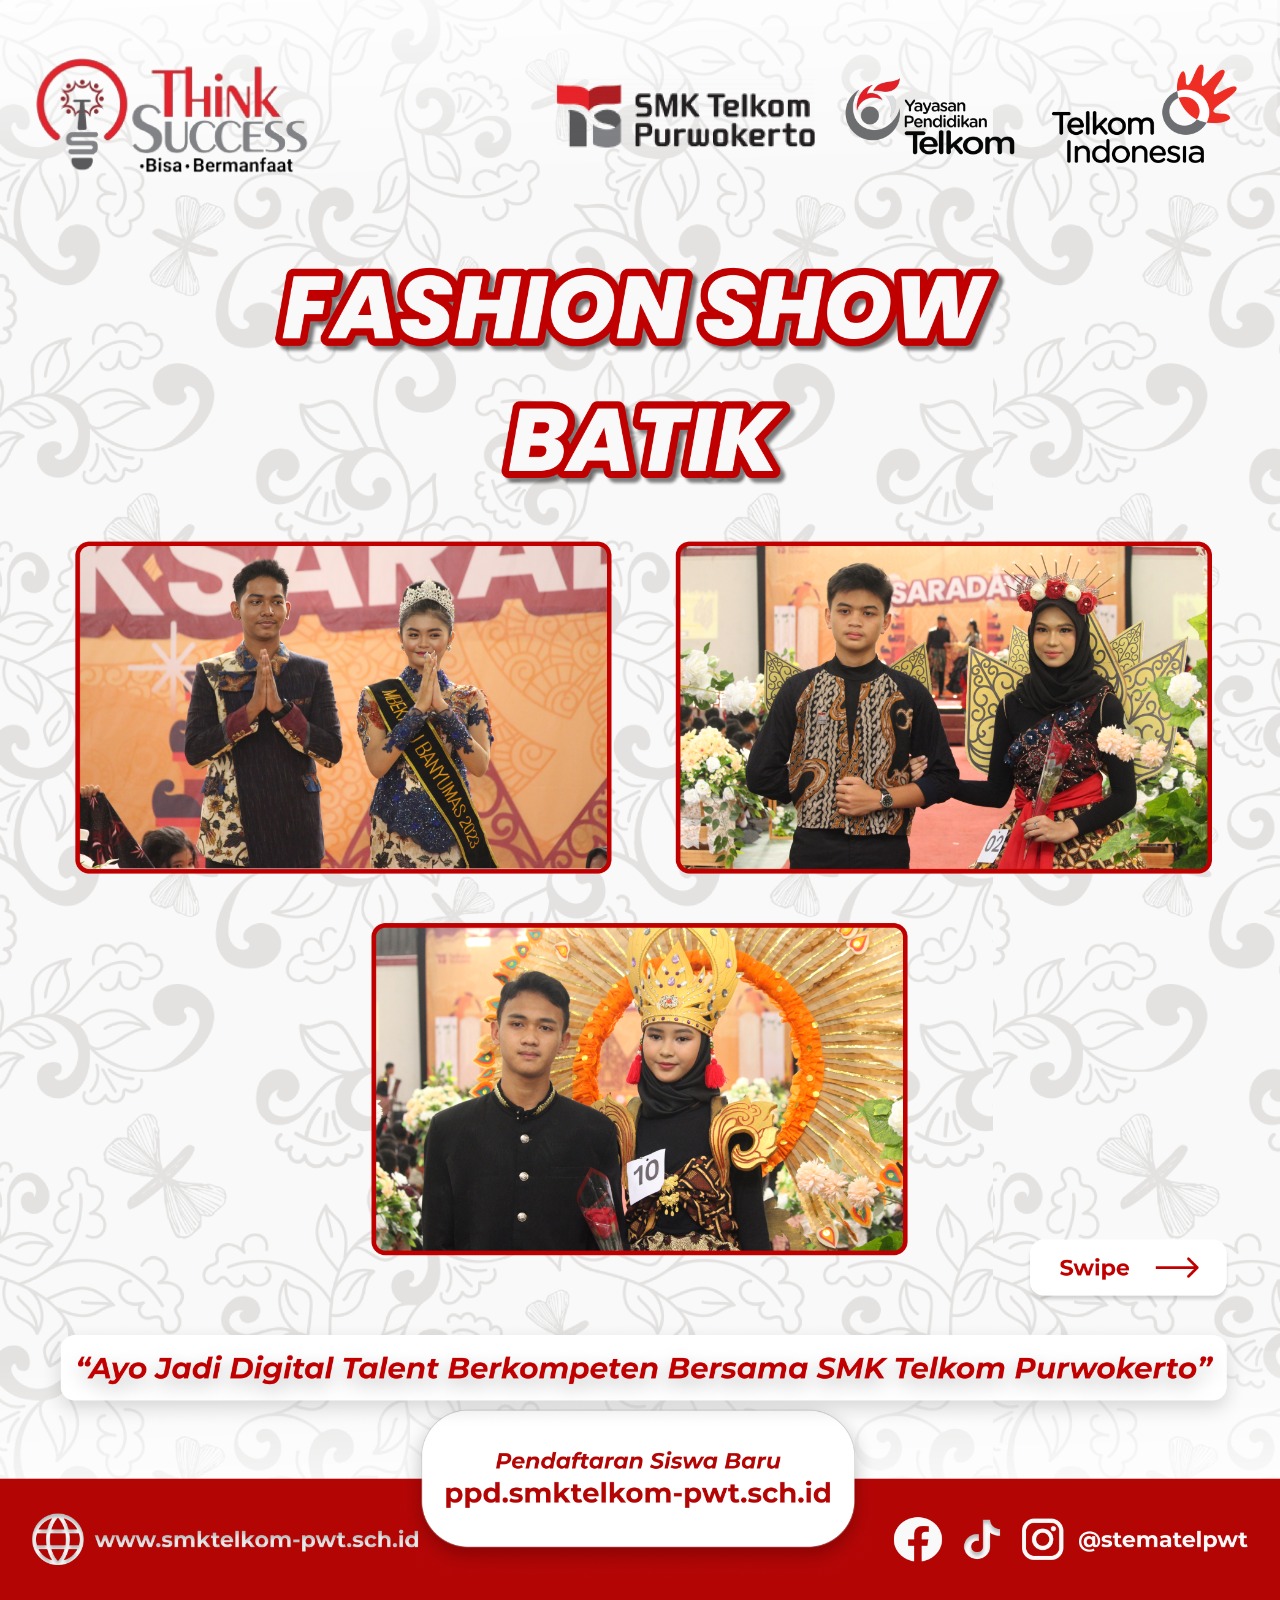 Think
Success
•Bisa•Bermanfaat
SMK Telkom
Purwokerto
Yayasan
Pendidikan
Telkom
Telkom
Indonesia
FASHION SHOW
BATIK
KSARA
I BANYUMAS 2023
SARADA
02
10
Swipe
“Ayo Jadi Digital Talent Berkompeten Bersama SMK Telkom Purwokerto”
Pendaftaran Siswa Baru
ppd.smktelkom-pwt.sch.id
www.smktelkom-pwt.sch.id
@stematelpwt